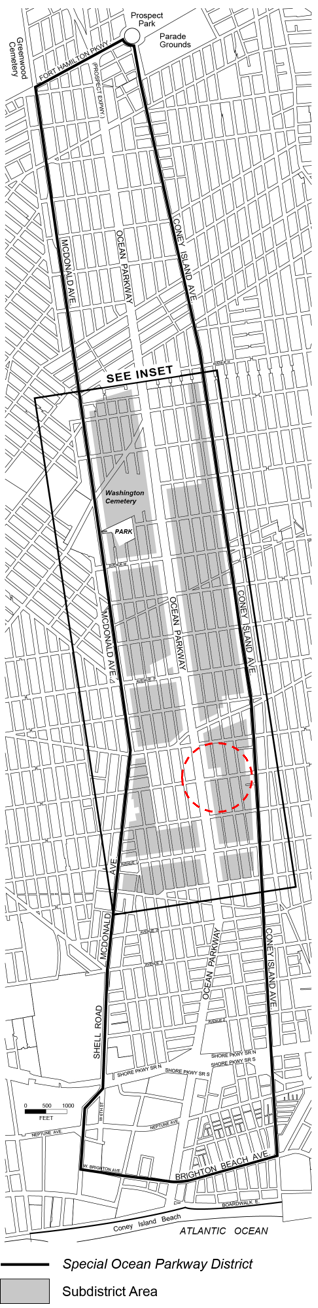 Prospect
Park
Parade
Grounds
Greenwood
Cemetery
FORT HAMILTON PKWY
(PROSPECT EXPWY)
OCEAN PARKWAY
CONEY ISLAND AVE
MCDONALD AVE
SEE INSET
Washington
Cemetery
PARK
MCDONALD AVE
OCEAN PARKWAY
CONEY ISLAND AVE
MCDONALD AVE
OCEAN PARKWAY
CONEY ISLAND AVE
SHELL ROAD
SHORE PKWY SR N
SHORE PKWY SR S
SHORE PKWY SR N
SHORE PKWY SR S
0 500 1000
FEET
NEPTUNE AVE
NEPTUNE AVE
W. BRIGHTON AVE
BRIGHTON BEACH AVE
BOARDWALK E
Coney Island Beach
ATLANTIC OCEAN
Special Ocean Parkway District
Subdistrict Area